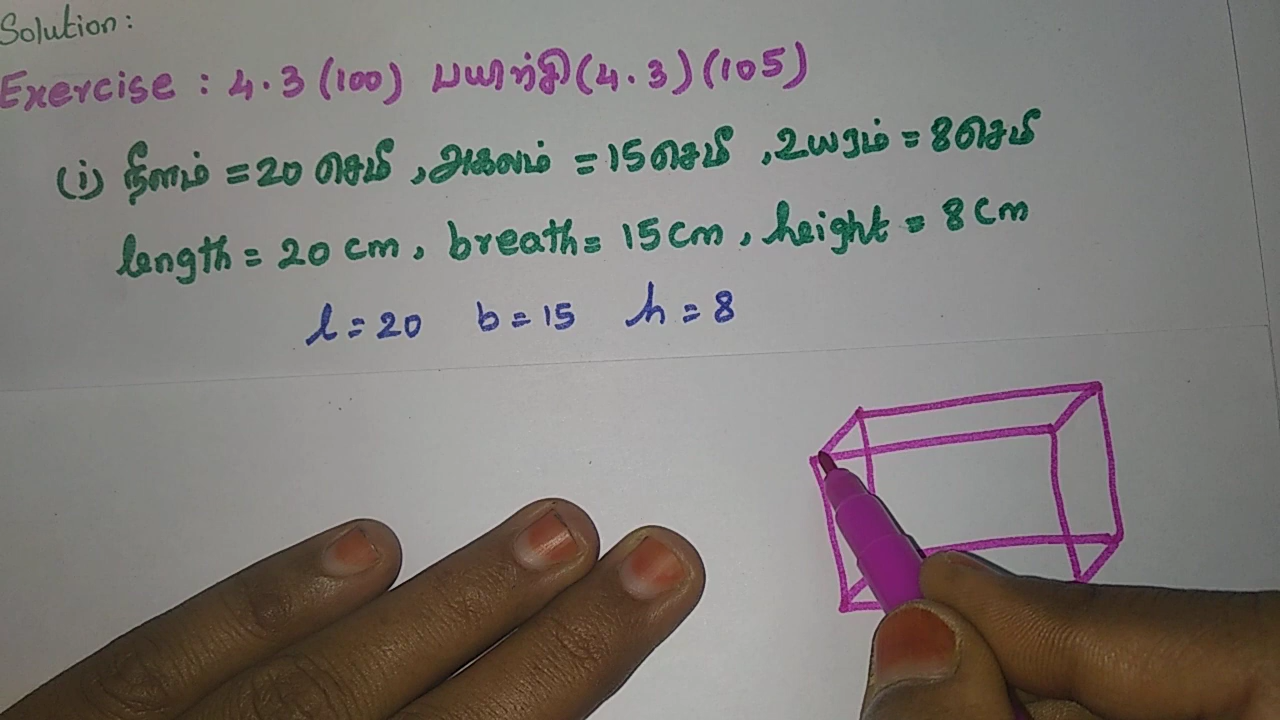 Solution:
Exercise : 4.3 (100) பயிற்சி (4.3) (105)
(i) நீளம் = 20 செமீ , அகலம் = 15 செமீ , உயரம் = 8 செமீ
length = 20 cm, breath = 15 cm, height = 8 cm
l = 20 b = 15 h = 8